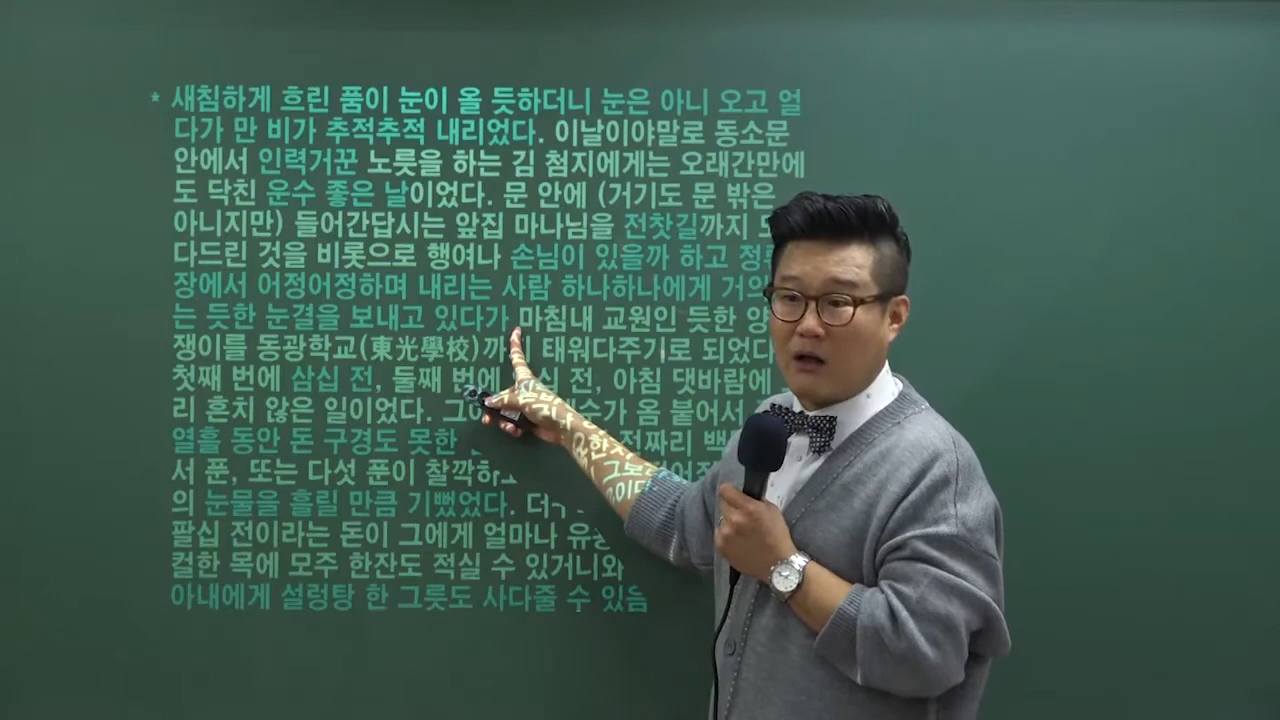 * 새침하게 흐린 품이 눈이 올 듯하더니 눈은 아니 오고 얼
다가 만 비가 추적추적 내리었다. 이날이야말로 동소문
안에서 인력거꾼 노릇을 하는 김 첨지에게는 오래간만에
도 닥친 운수 좋은 날이었다. 문 안에 (거기도 문 밖은
아니지만) 들어간답시는 앞집 마나님을 전찻길까지
다드린 것을 비롯으로 행여나 손님이 있을까 하고
장에서 어정어정하며 내리는 사람 하나하나에게 거의
는 듯한 눈결을 보내고 있다가 마침내 교원인 듯한
쟁이를 동광학교(東光學校)까지 태워다주기로 되었다
첫째 번에 삼십 전, 둘째 번에 전, 아침 댓바람에
리 흔치 않은 일이었다. 옴 붙어서
열흘 동안 돈 구경도 못한
서 푼, 또는 다섯 푼이 찰깍하
의 눈물을 흘릴 만큼 기뻤었다.
팔십 전이라는 돈이 그에게 얼마나
컬한 목에 모주 한잔도 적실 수 있거니와
아내에게 설렁탕 한 그릇도 사다줄 수 있음